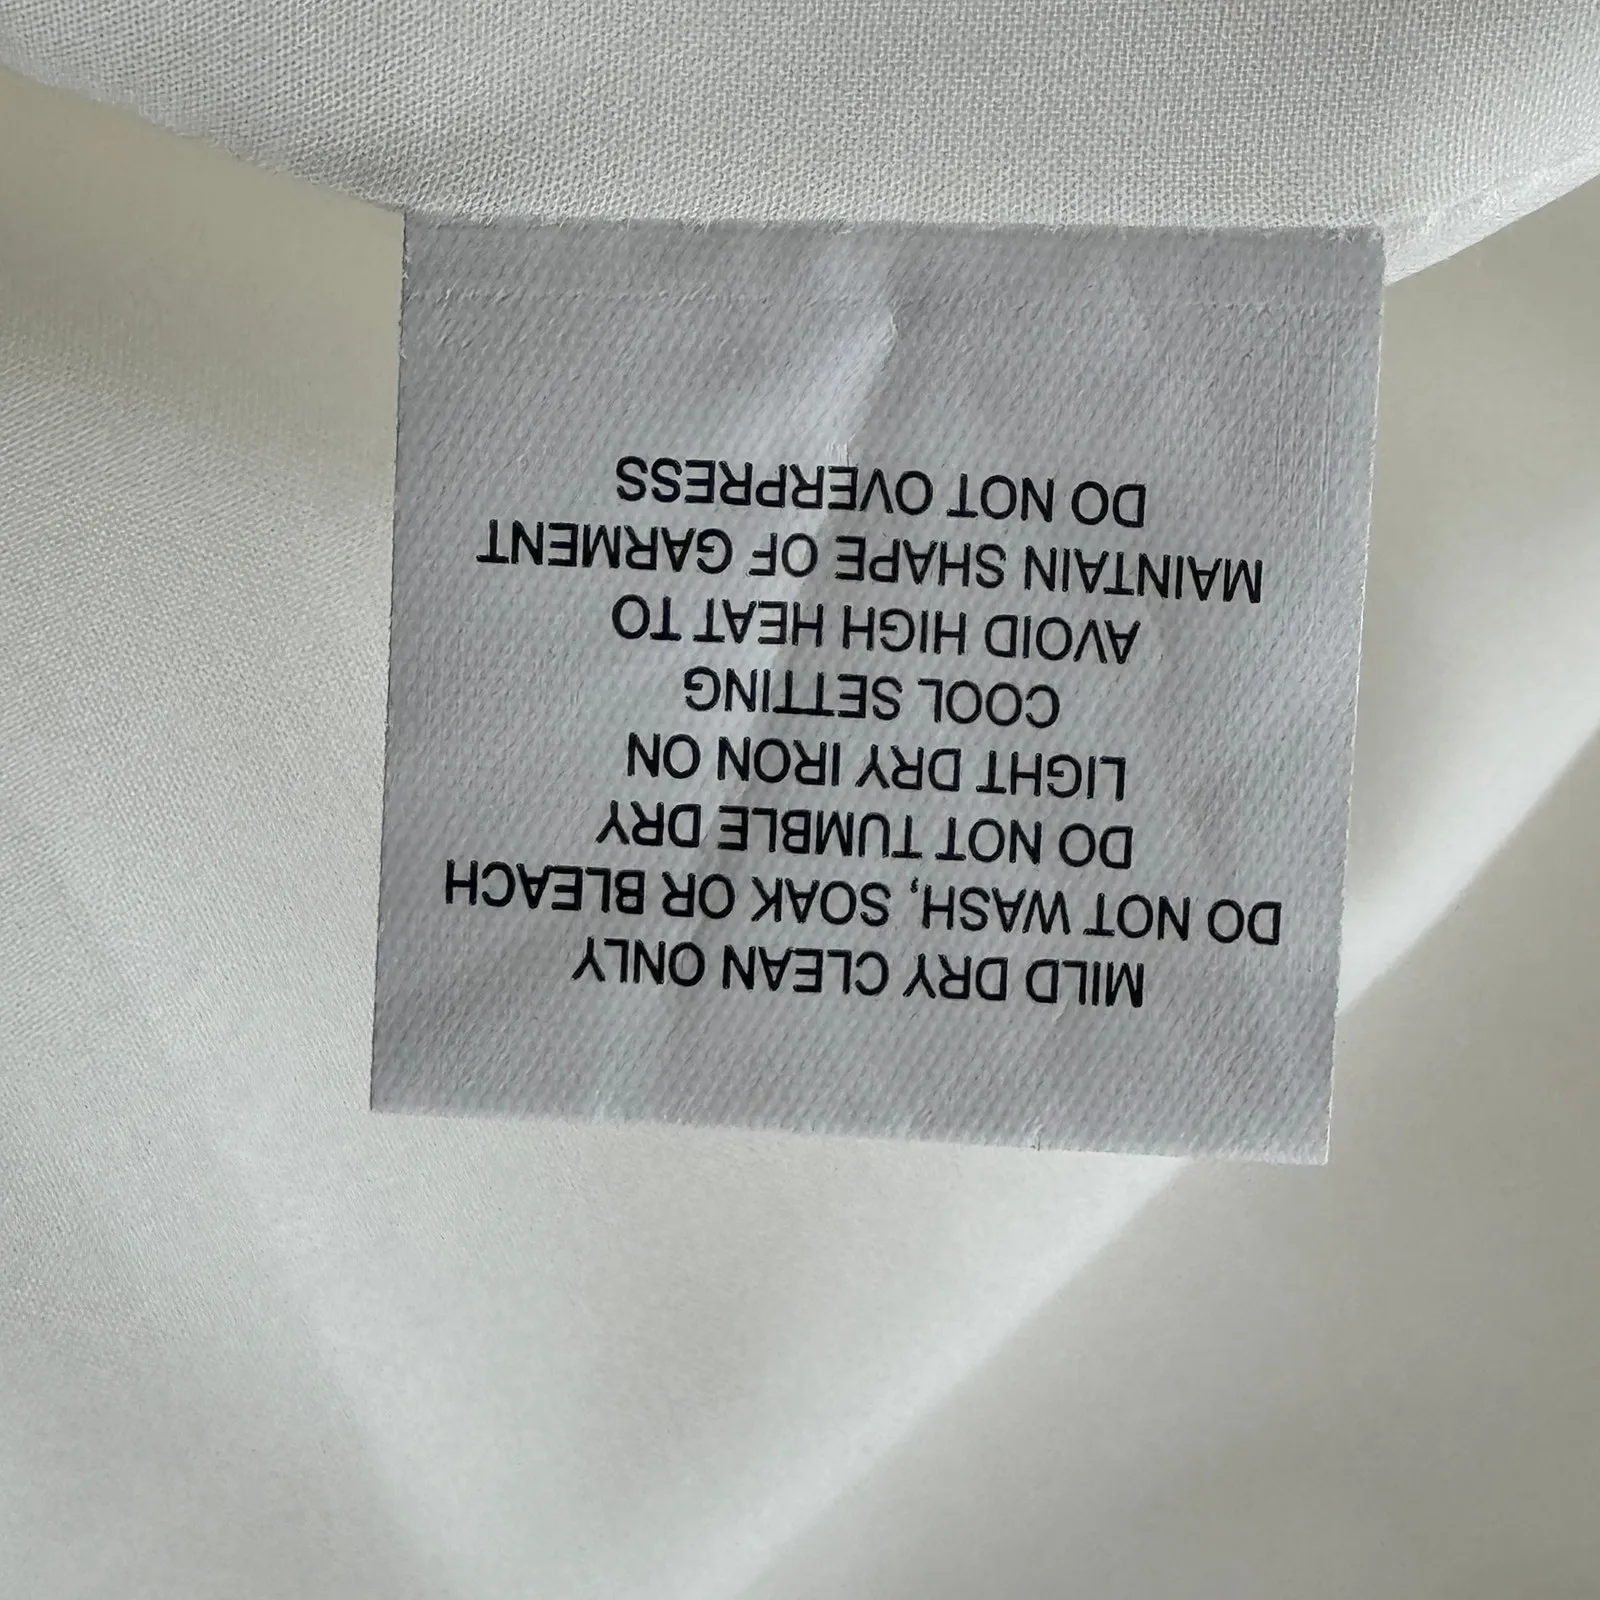 MILD DRY CLEAN ONLY
DO NOT WASH, SOAK OR BLEACH
DO NOT TUMBLE DRY
LIGHT DRY IRON ON
COOL SETTING
AVOID HIGH HEAT TO
MAINTAIN SHAPE OF GARMENT
DO NOT OVERPRESS